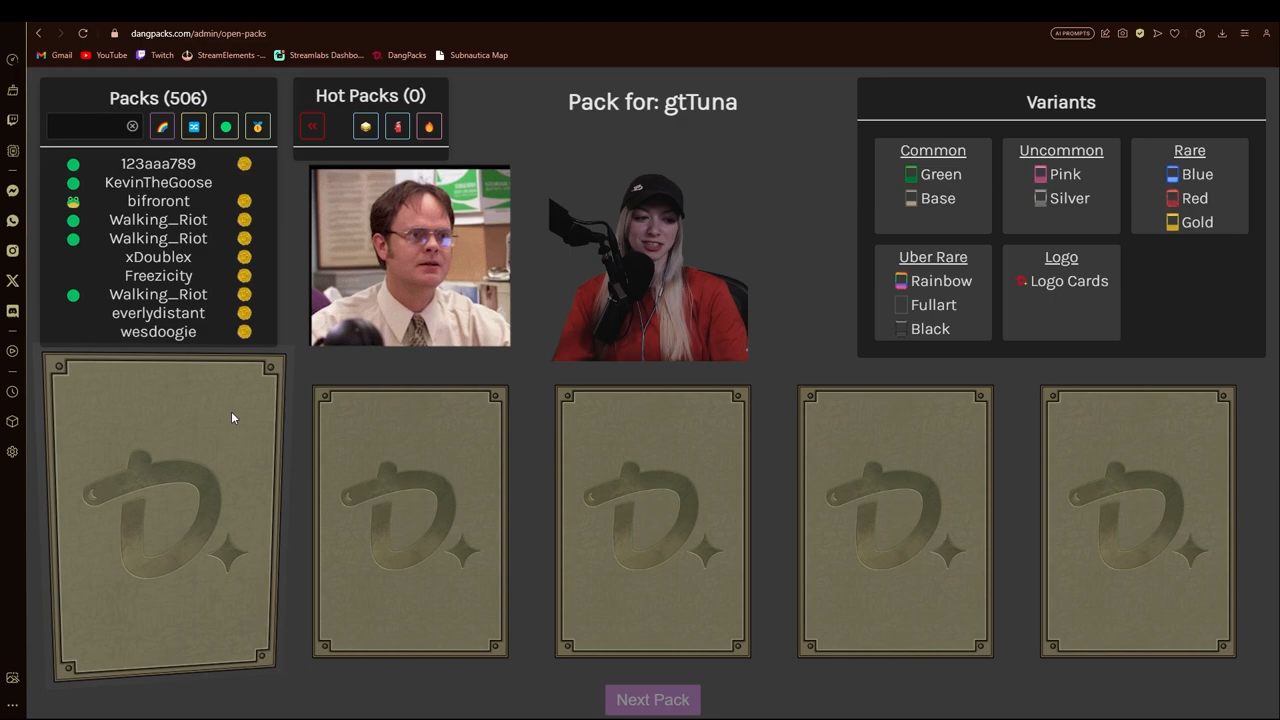 dangpacks.com/admin/open-packs
AI PROMPTS
Gmail
YouTube
Twitch
StreamElements - ...
Streamlabs Dashbo...
DangPacks
Subnautica Map
Packs (506)
123aaa789
KevinTheGoose
bifroront
Walking_Riot
Walking_Riot
xDoublex
Freezicity
Walking_Riot
everlydistant
wesdoogie
Hot Packs (0)
Pack for: gtTuna
Variants
Common
Green
Base
Uncommon
Pink
Silver
Rare
Blue
Red
Gold
Uber Rare
Rainbow
Fullart
Black
Logo
Logo Cards
Next Pack